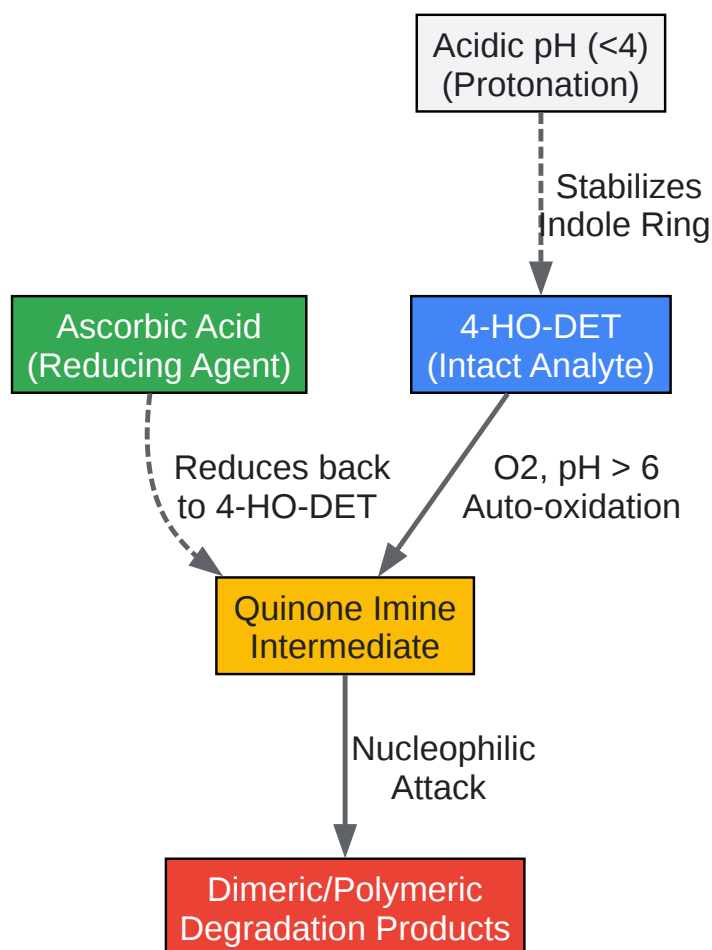 Acidic pH (<4)
(Protonation)
Stabilizes
Indole Ring
Ascorbic Acid
(Reducing Agent)
4-HO-DET
(Intact Analyte)
Reduces back
to 4-HO-DET
O2, pH > 6
Auto-oxidation
Quinone Imine
Intermediate
Nucleophilic
Attack
Dimeric/Polymeric
Degradation Products